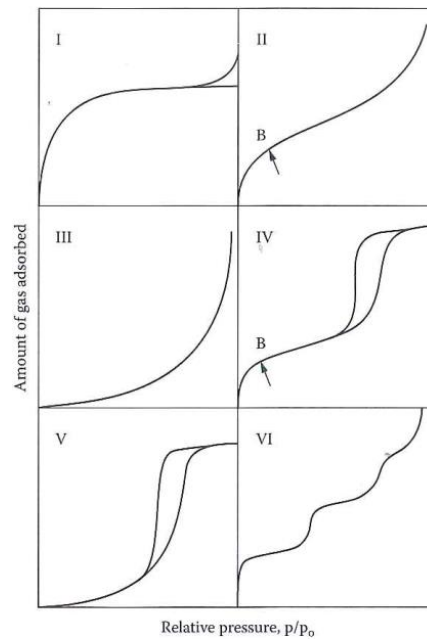 I
II
B
III
IV
B
V
VI
Amount of gas adsorbed
Relative pressure, p/p₀